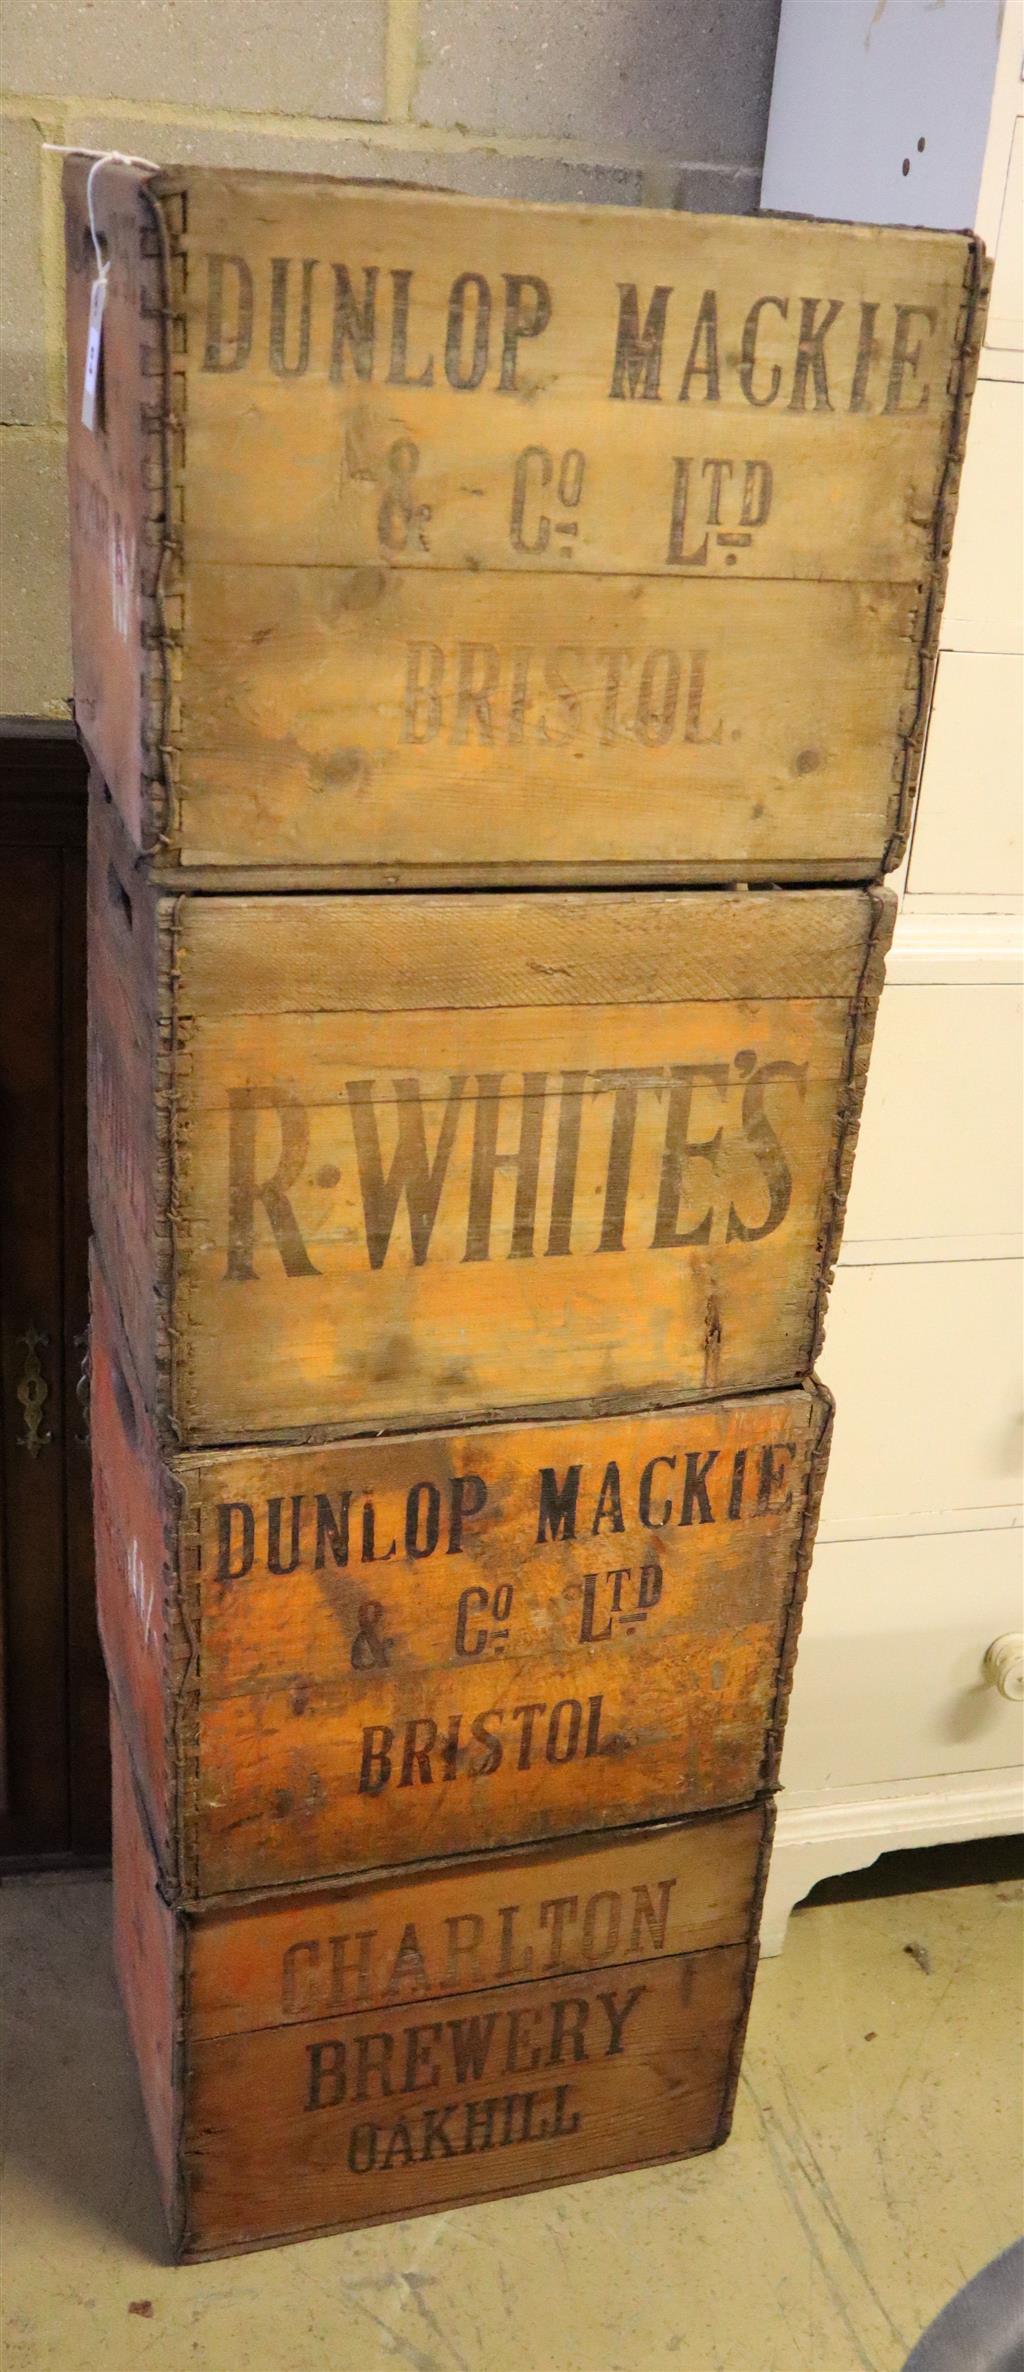 DUNLOP MACKIE
& Co LTD
BRISTOL.
R·WHITE'S
DUNLOP MACKIE
& Co LTD
BRISTOL
CHARLTON
BREWERY
OAKHILL